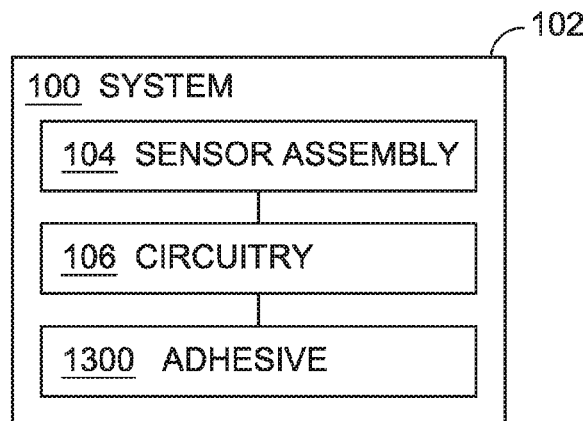 102
100 SYSTEM
104 SENSOR ASSEMBLY
106 CIRCUITRY
1300 ADHESIVE